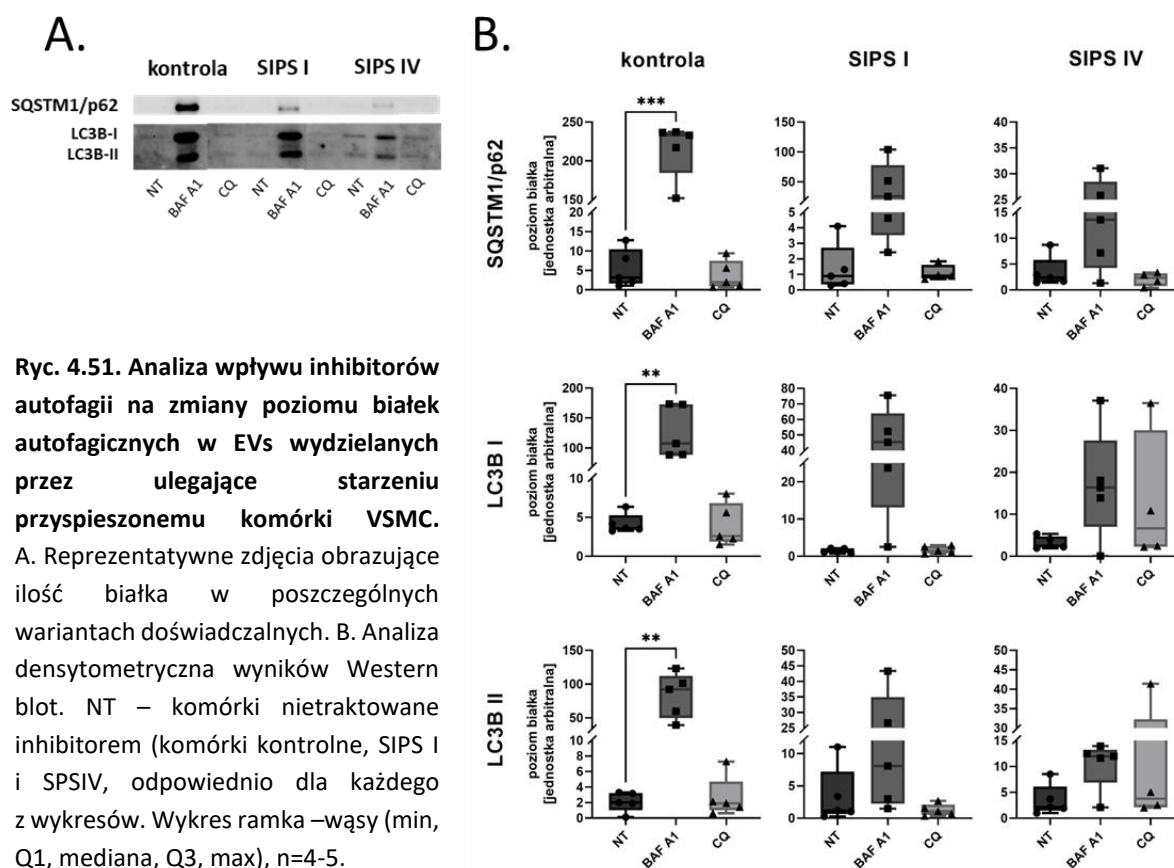 A.
kontrola SIPS I SIPS IV
SQSTM1/p62
LC3B-I
LC3B-II
NT BAF A1 CQ NT BAF A1 CQ NT BAF A1 CQ
Ryc. 4.51. Analiza wpływu inhibitorów
autofagii na zmiany poziomu białek
autofagicznych w EVs wydzielanych
przez ulegające starzeniu
przyspieszonemu komórki VSMC.
A. Reprezentatywne zdjęcia obrazujące
ilość białka w poszczególnych
wariantach doświadczalnych. B. Analiza
densytometryczna wyników Western
blot. NT – komórki nietraktowane
inhibitorem (komórki kontrolne, SIPS I
i SPSIV, odpowiednio dla każdego
z wykresów. Wykres ramka –wąsy (min,
Q1, mediana, Q3, max), n=4-5.
B.
kontrola SIPS I SIPS IV
SQSTM1/p62
poziom białka
[jednostka arbitralna]
***
250
200
150
20
15
10
5
0
NT BAF A1 CQ
150
100
50
6
5
4
3
2
1
0
NT BAF A1 CQ
40
35
30
25
20
15
10
5
0
NT BAF A1 CQ
LC3B I
poziom białka
[jednostka arbitralna]
**
200
150
100
10
5
0
NT BAF A1 CQ
80
70
60
50
40
30
20
10
0
NT BAF A1 CQ
40
30
20
10
0
NT BAF A1 CQ
LC3B II
poziom białka
[jednostka arbitralna]
**
150
100
50
8
6
4
2
0
NT BAF A1 CQ
50
45
40
35
30
25
20
15
10
5
0
NT BAF A1 CQ
50
45
40
35
30
20
15
10
5
0
NT BAF A1 CQ